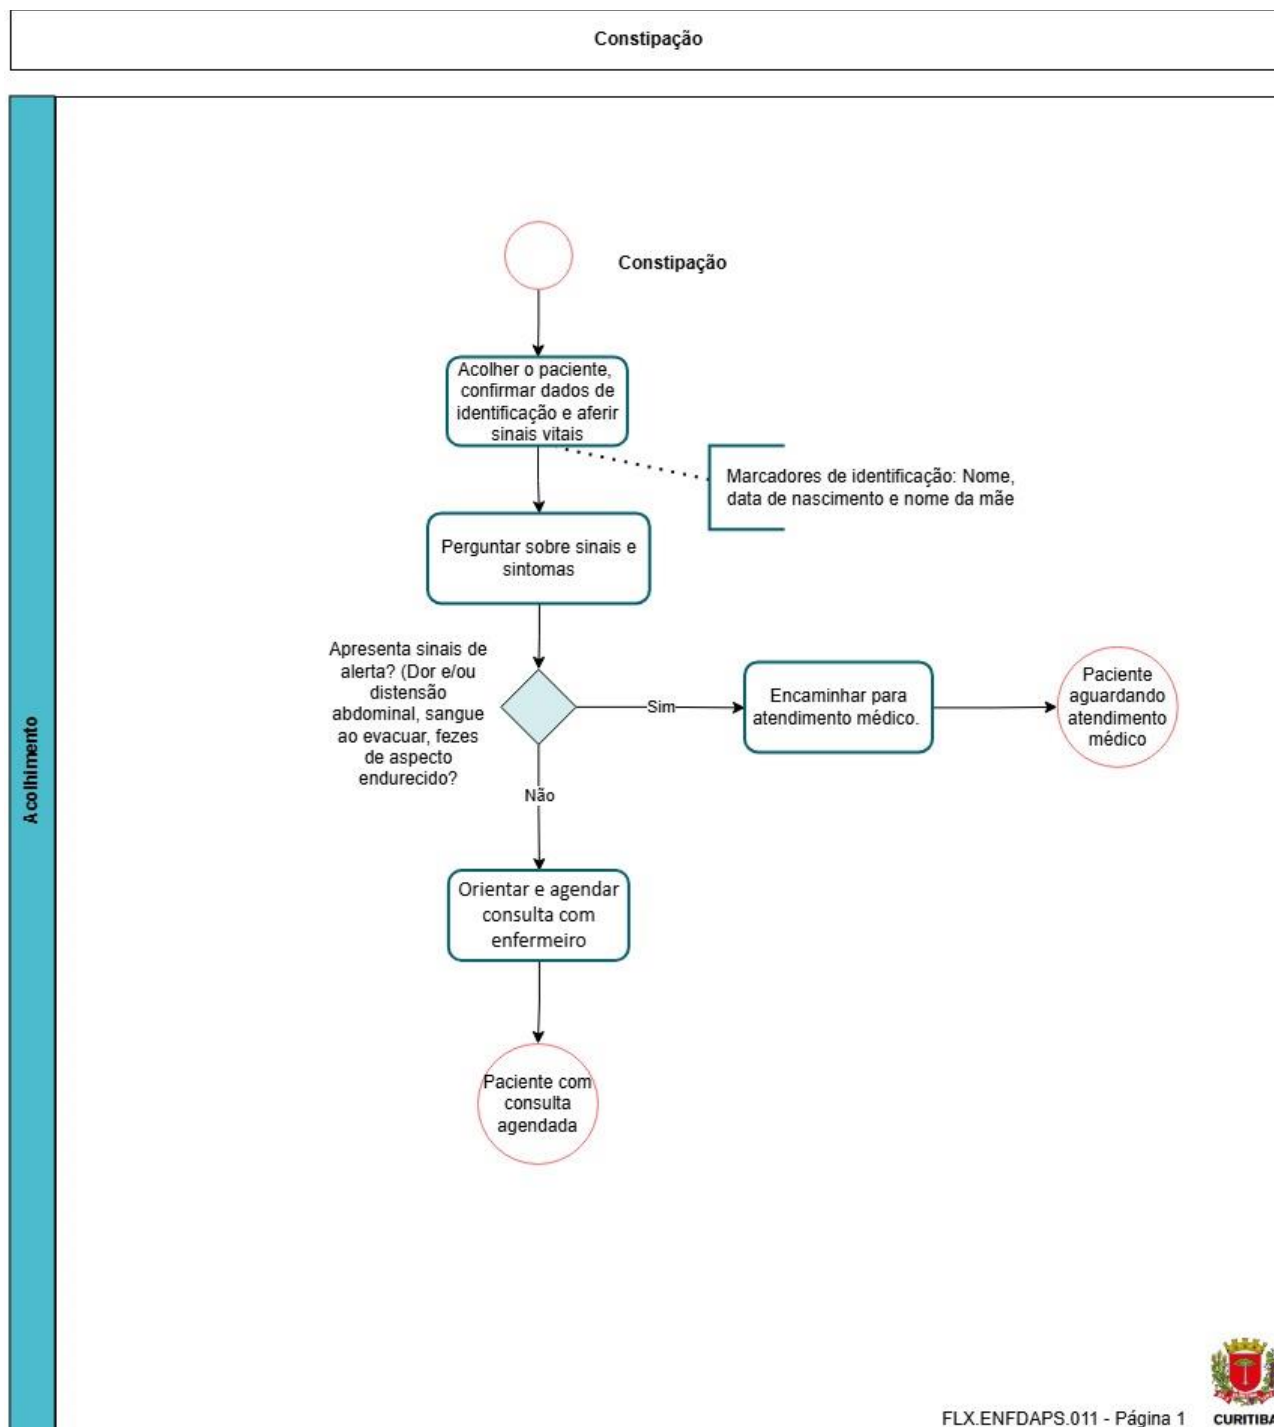 Constipação
Acolhimento
Constipação
Acolher o paciente,
confirmar dados de
identificação e aferir
sinais vitais
Marcadores de identificação: Nome,
data de nascimento e nome da mãe
Perguntar sobre sinais e
sintomas
Apresenta sinais de
alerta? (Dor e/ou
distensão
abdominal, sangue
ao evacuar, fezes
de aspecto
endurecido?
Sim
Encaminhar para
atendimento médico.
Paciente
aguardando
atendimento
médico
Não
Orientar e agendar
consulta com
enfermeiro
Paciente com
consulta
agendada
FLX.ENFDAPS.011 - Página 1
CURITIBA